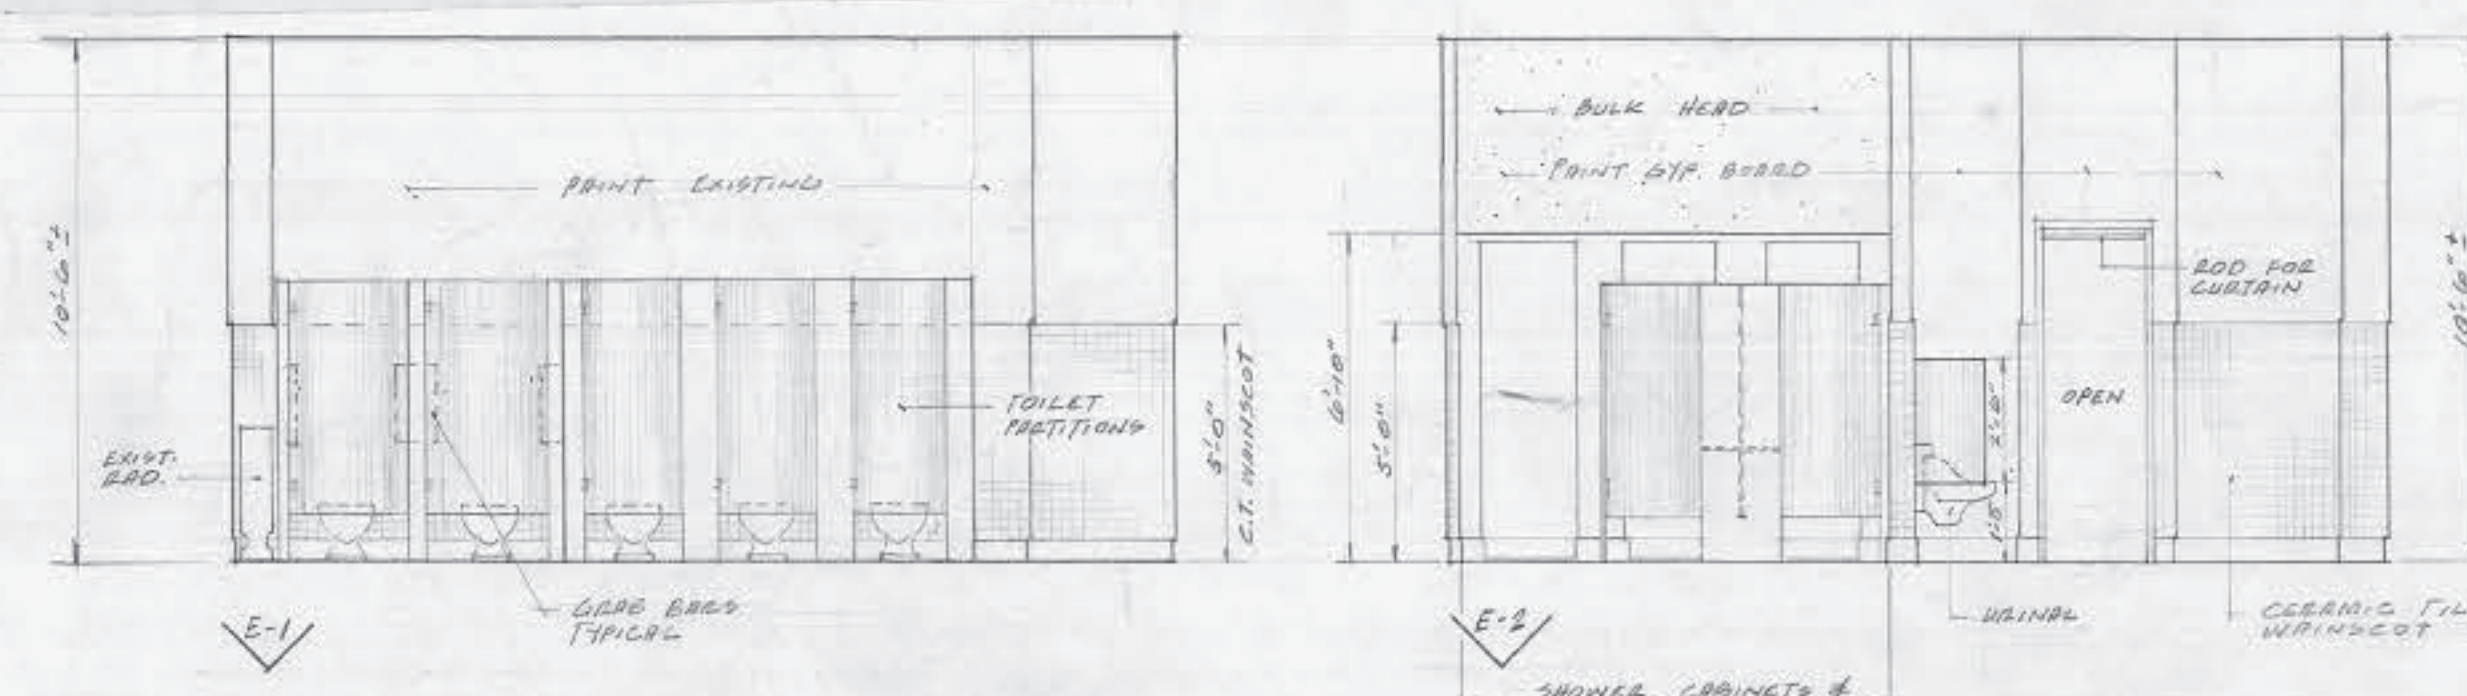 10'-6"±
PAINT EXISTING
EXIST.
RAD.
TOILET
PARTITIONS
5'-0"
C.T. WAINSCOT
GRAB BARS
TYPICAL
E-1
BULK HEAD
PAINT GYP. BOARD
6'-10"
5'-0"
ROD FOR
CURTAIN
OPEN
2'-0"
10'-6"±
URINAL
CERAMIC TIL
WAINSCOT
E-2
SHOWER CABINETS &